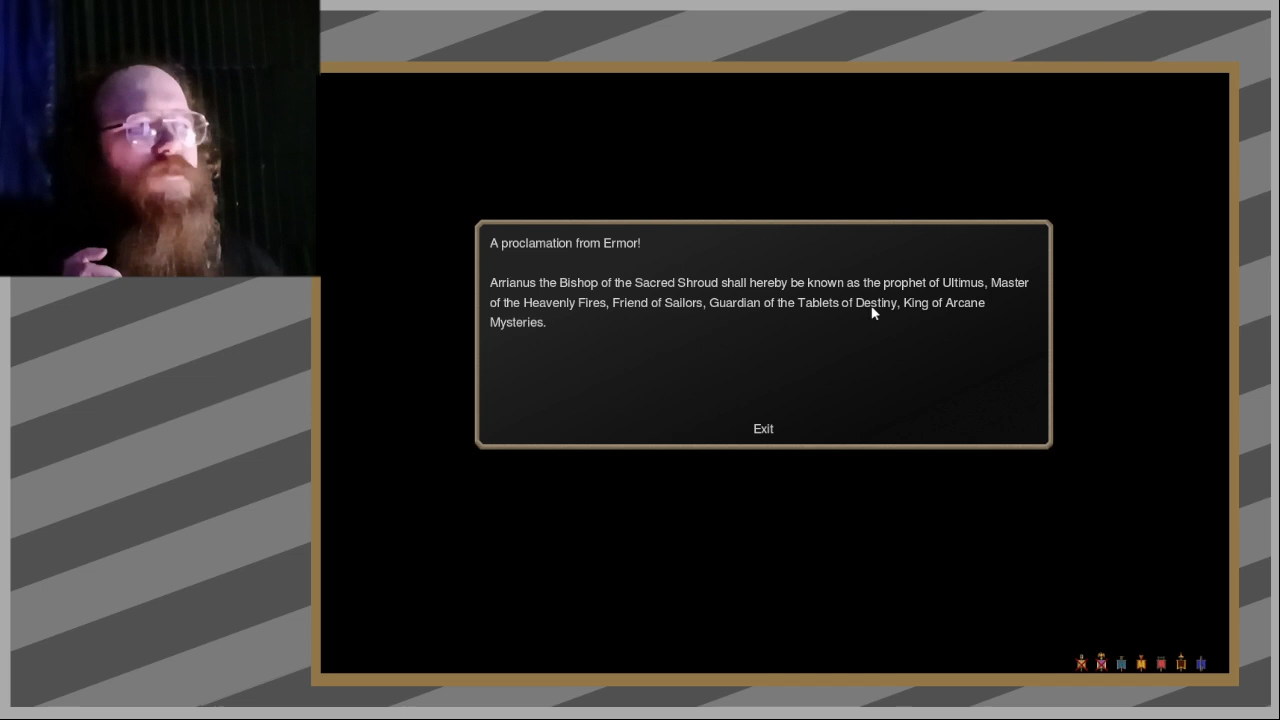 A proclamation from Ermor!
Arrianus the Bishop of the Sacred Shroud shall hereby be known as the prophet of Ultimus, Master
of the Heavenly Fires, Friend of Sailors, Guardian of the Tablets of Destiny, King of Arcane
Mysteries.
Exit